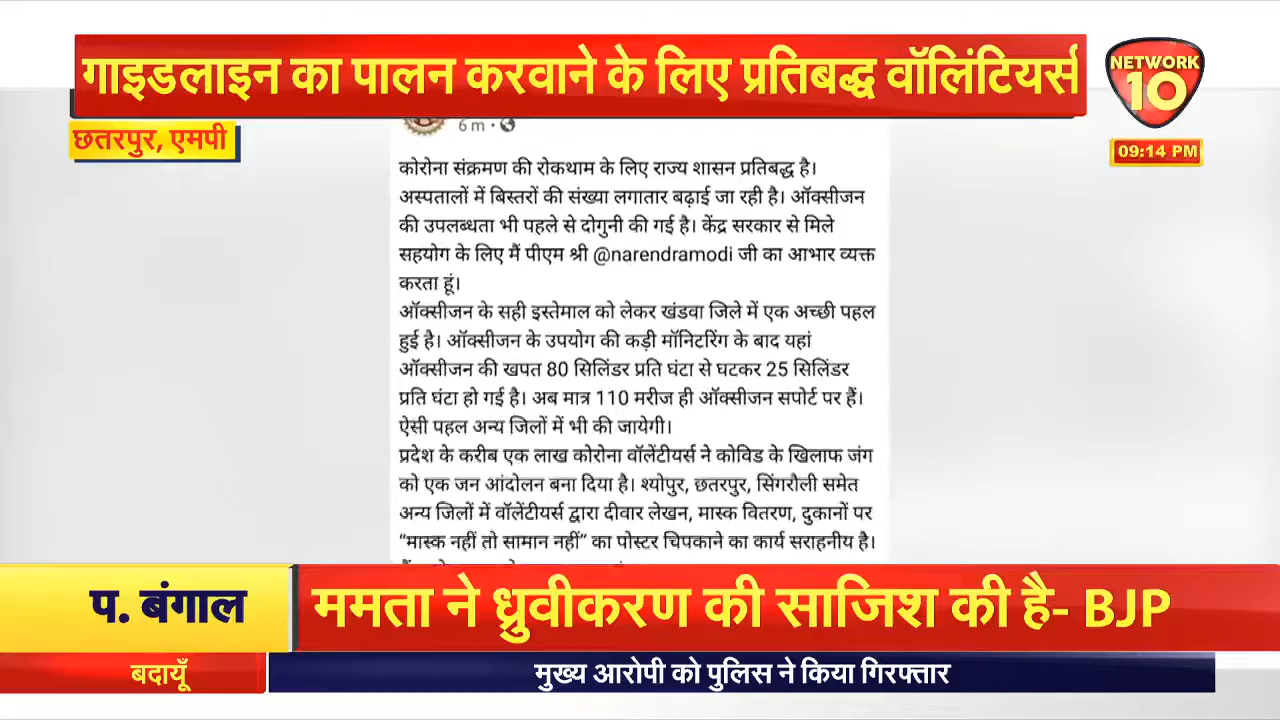 गाइडलाइन का पालन करवाने के लिए प्रतिबद्ध वॉलिंटियर्स
NETWORK
10
छतरपुर, एमपी
09:14 PM
6m
कोरोना संक्रमण की रोकथाम के लिए राज्य शासन प्रतिबद्ध है।
अस्पतालों में बिस्तरों की संख्या लगातार बढ़ाई जा रही है। ऑक्सीजन
की उपलब्धता भी पहले से दोगुनी की गई है। केंद्र सरकार से मिले
सहयोग के लिए मैं पीएम श्री @narendramodi जी का आभार व्यक्त
करता हूं।
ऑक्सीजन के सही इस्तेमाल को लेकर खंडवा जिले में एक अच्छी पहल
हुई है। ऑक्सीजन के उपयोग की कड़ी मॉनिटरिंग के बाद यहां
ऑक्सीजन की खपत 80 सिलिंडर प्रति घंटा से घटकर 25 सिलिंडर
प्रति घंटा हो गई है। अब मात्र 110 मरीज ही ऑक्सीजन सपोर्ट पर हैं।
ऐसी पहल अन्य जिलों में भी की जायेगी।
प्रदेश के करीब एक लाख कोरोना वॉलेंटीयर्स ने कोविड के खिलाफ जंग
को एक जन आंदोलन बना दिया है। श्योपुर, छतरपुर, सिंगरौली समेत
अन्य जिलों में वॉलेंटीयर्स द्वारा दीवार लेखन, मास्क वितरण, दुकानों पर
"मास्क नहीं तो सामान नहीं" का पोस्टर चिपकाने का कार्य सराहनीय है।
प. बंगाल
ममता ने ध्रुवीकरण की साजिश की है- BJP
बदायूँ
मुख्य आरोपी को पुलिस ने किया गिरफ्तार